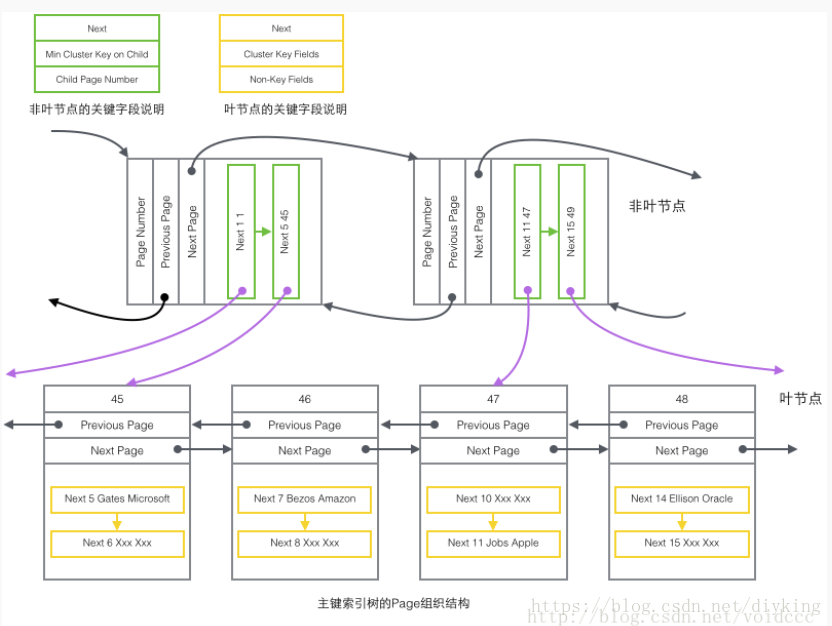 Next
Min Cluster Key on Child
Child Page Number
非叶节点的关键字段说明
Next
Cluster Key Fields
Non-Key Fields
叶节点的关键字段说明
Page Number
Previous Page
Next Page
Next 1 1
Next 5 45
Page Number
Previous Page
Next Page
Next 11 47
Next 15 49
非叶节点
45
Previous Page
Next Page
Next 5 Gates Microsoft
Next 6 Xxx Xxx
46
Previous Page
Next Page
Next 7 Bezos Amazon
Next 8 Xxx Xxx
47
Previous Page
Next Page
Next 10 Xxx Xxx
Next 11 Jobs Apple
48
Previous Page
Next Page
Next 14 Ellison Oracle
Next 15 Xxx Xxx
叶节点
主键索引树的Page组织结构
https://blog.csdn.net/diyking
http://blog.csdn.net/voidccc